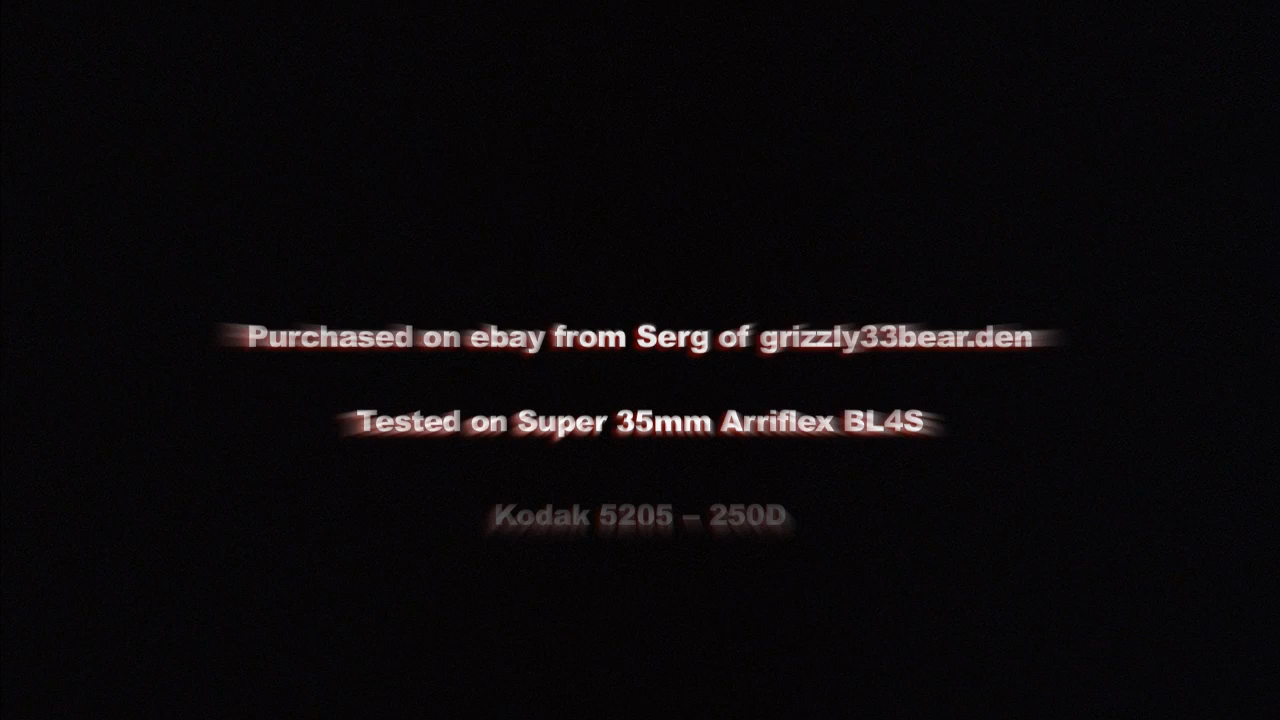 Purchased on ebay from Serg of grizzly33bear.den
Tested on Super 35mm Arriflex BL4S
Kodak 5205 – 250D